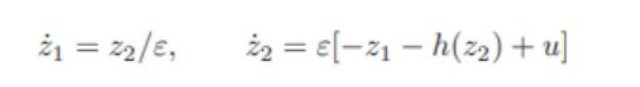 ż₁ = z₂/ε, ż₂ = ε[−z₁ − h(z₂) + u]